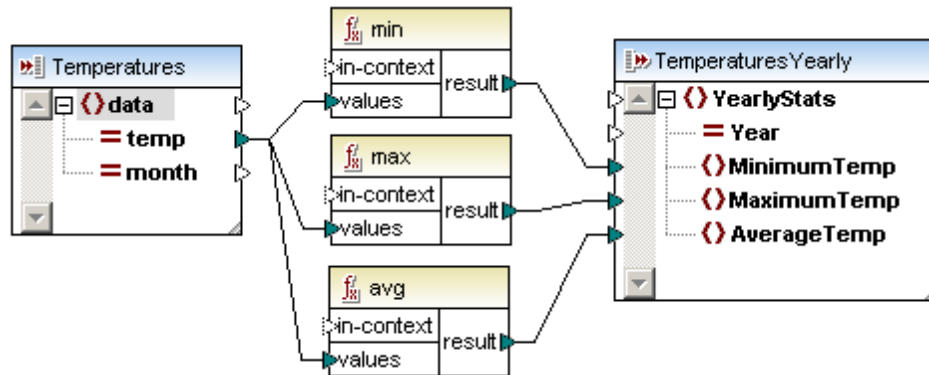 Temperatures
data
temp
month
min
in-context
values
result
max
in-context
values
result
avg
in-context
values
result
TemperaturesYearly
YearlyStats
Year
MinimumTemp
MaximumTemp
AverageTemp